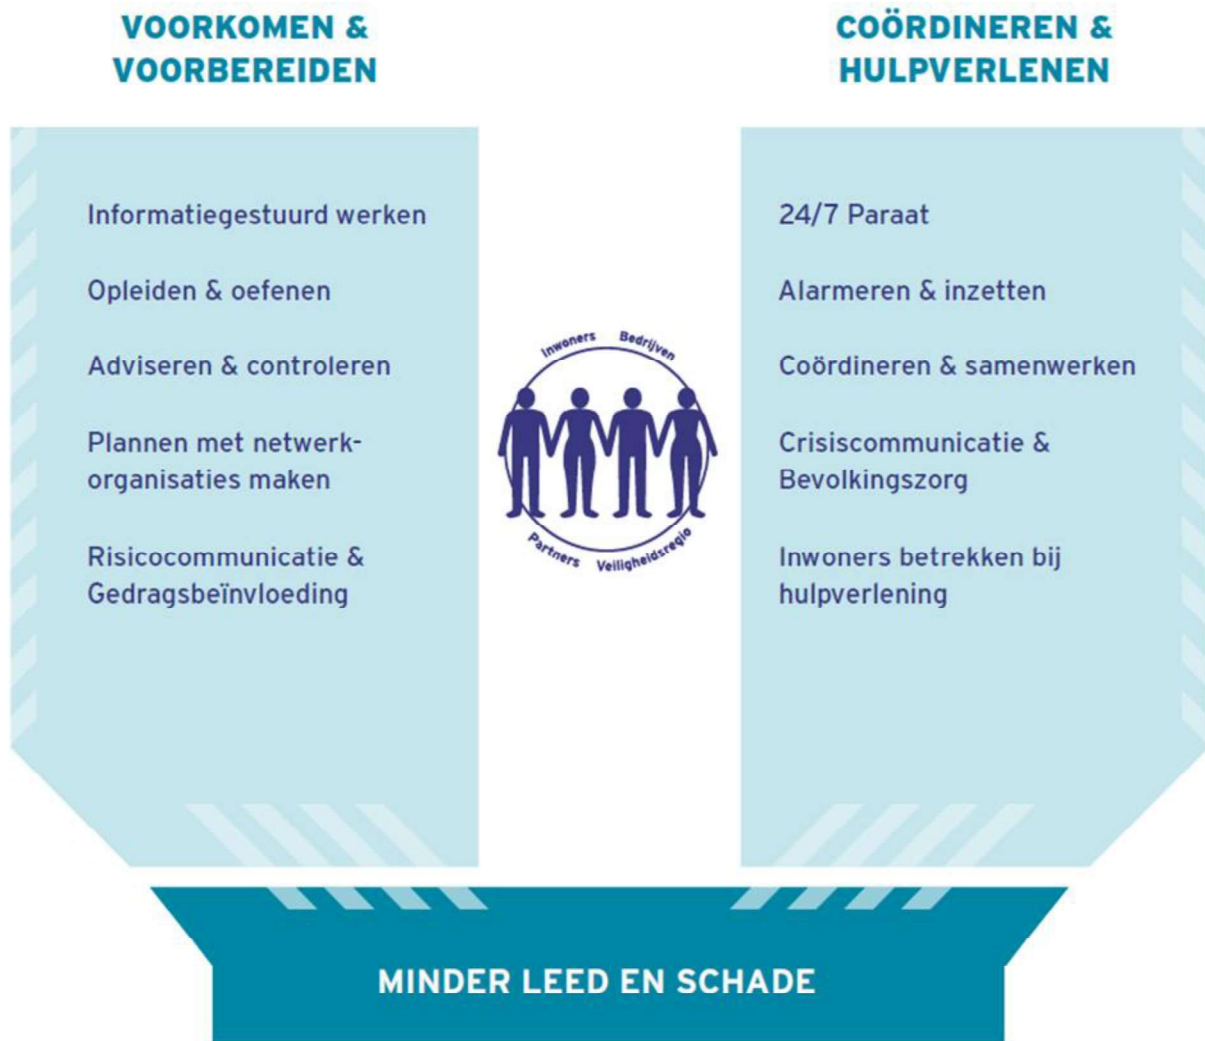 VOORKOMEN &
VOORBEREIDEN
Informatiegestuurd werken
Opleiden & oefenen
Adviseren & controleren
Plannen met netwerk-
organisaties maken
Risicocommunicatie &
Gedragsbeïnvloeding
Inwoners Bedrijven
Partners Veiligheidsregio
COÖRDINEREN &
HULPVERLENEN
24/7 Paraat
Alarmeren & inzetten
Coördineren & samenwerken
Crisiscommunicatie &
Bevolkingszorg
Inwoners betrekken bij
hulpverlening
MINDER LEED EN SCHADE